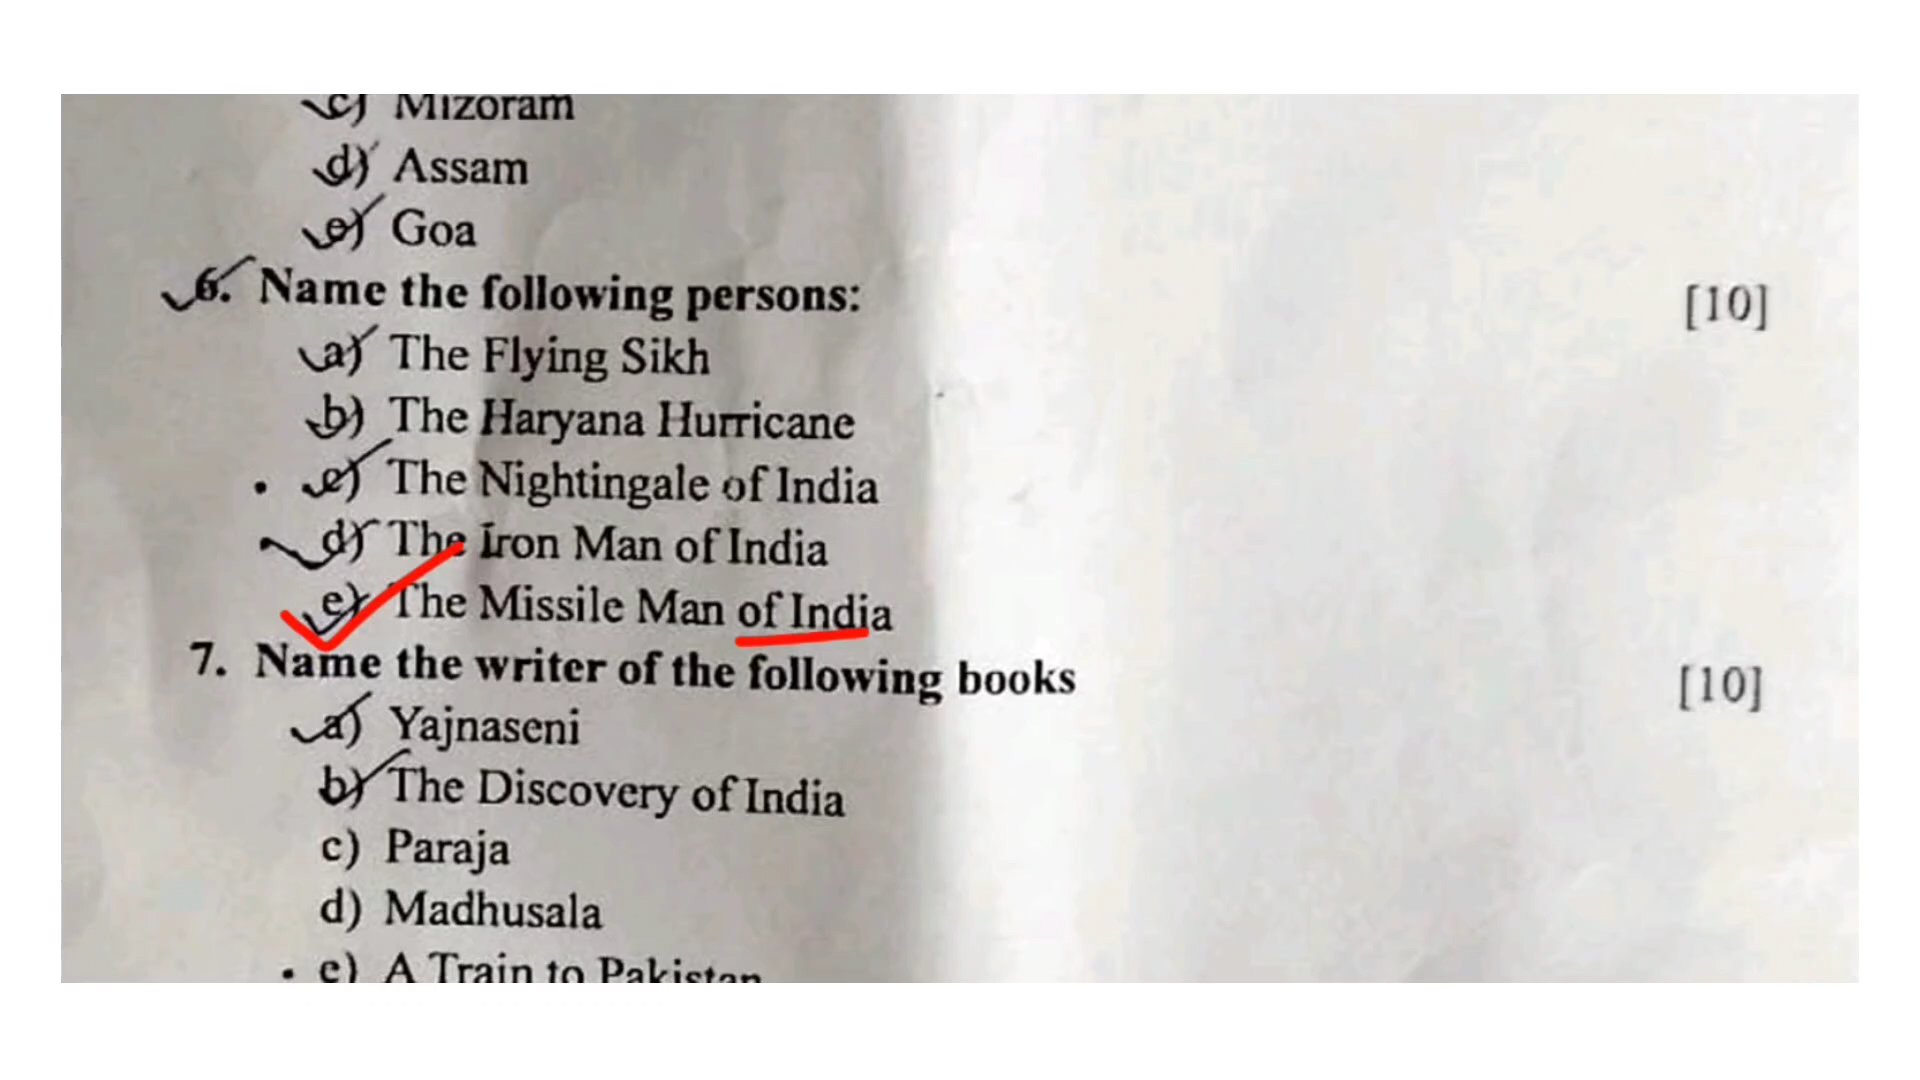 c) Mizoram
d) Assam
e) Goa
6. Name the following persons: [10]
a) The Flying Sikh
b) The Haryana Hurricane
c) The Nightingale of India
d) The Iron Man of India
e) The Missile Man of India
7. Name the writer of the following books [10]
a) Yajnaseni
b) The Discovery of India
c) Paraja
d) Madhusala
e) A Train to Pakistan